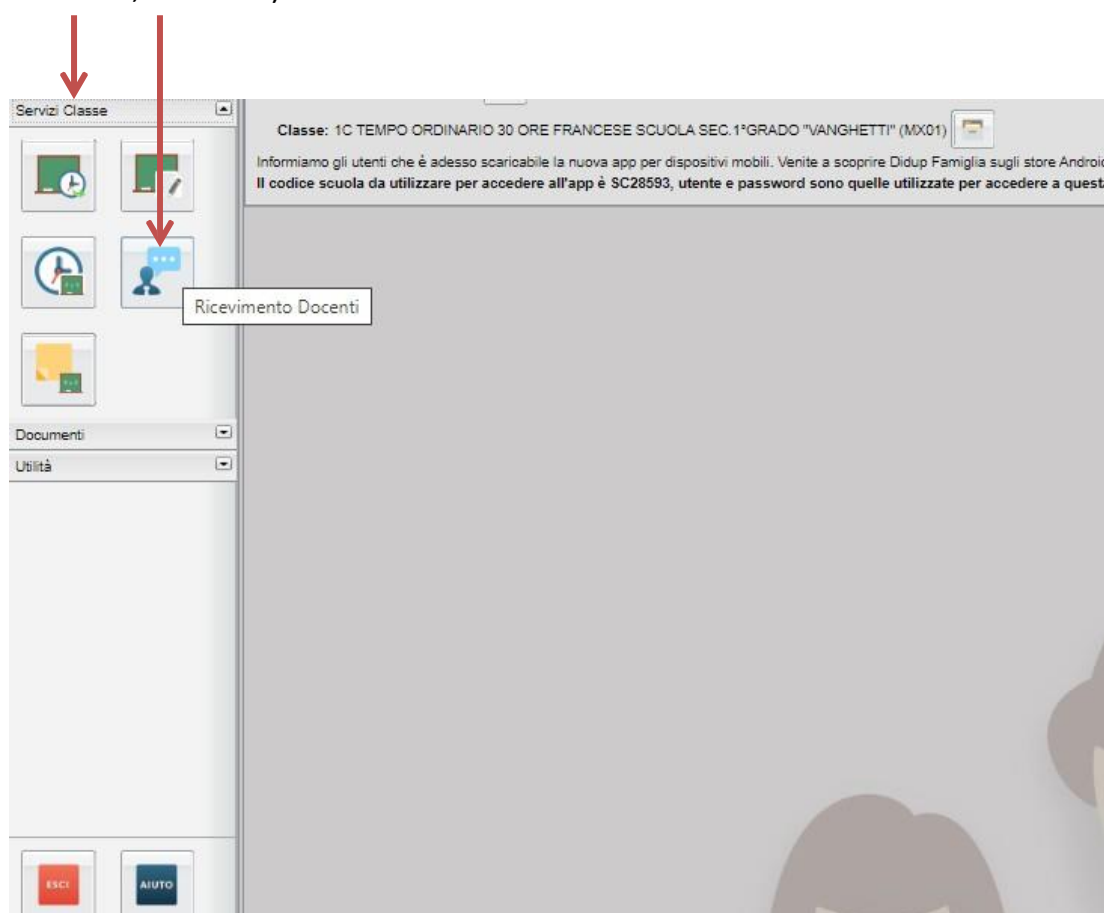 Servizi Classe
Classe: 1C TEMPO ORDINARIO 30 ORE FRANCESE SCUOLA SEC.1°GRADO "VANGHETTI" (MX01)
Informiamo gli utenti che è adesso scaricabile la nuova app per dispositivi mobili. Venite a scoprire Didup Famiglia sugli store Android
Il codice scuola da utilizzare per accedere all'app è SC28593, utente e password sono quelle utilizzate per accedere a questa
Ricevimento Docenti
Documenti
Utilità
ESCI
AIUTO